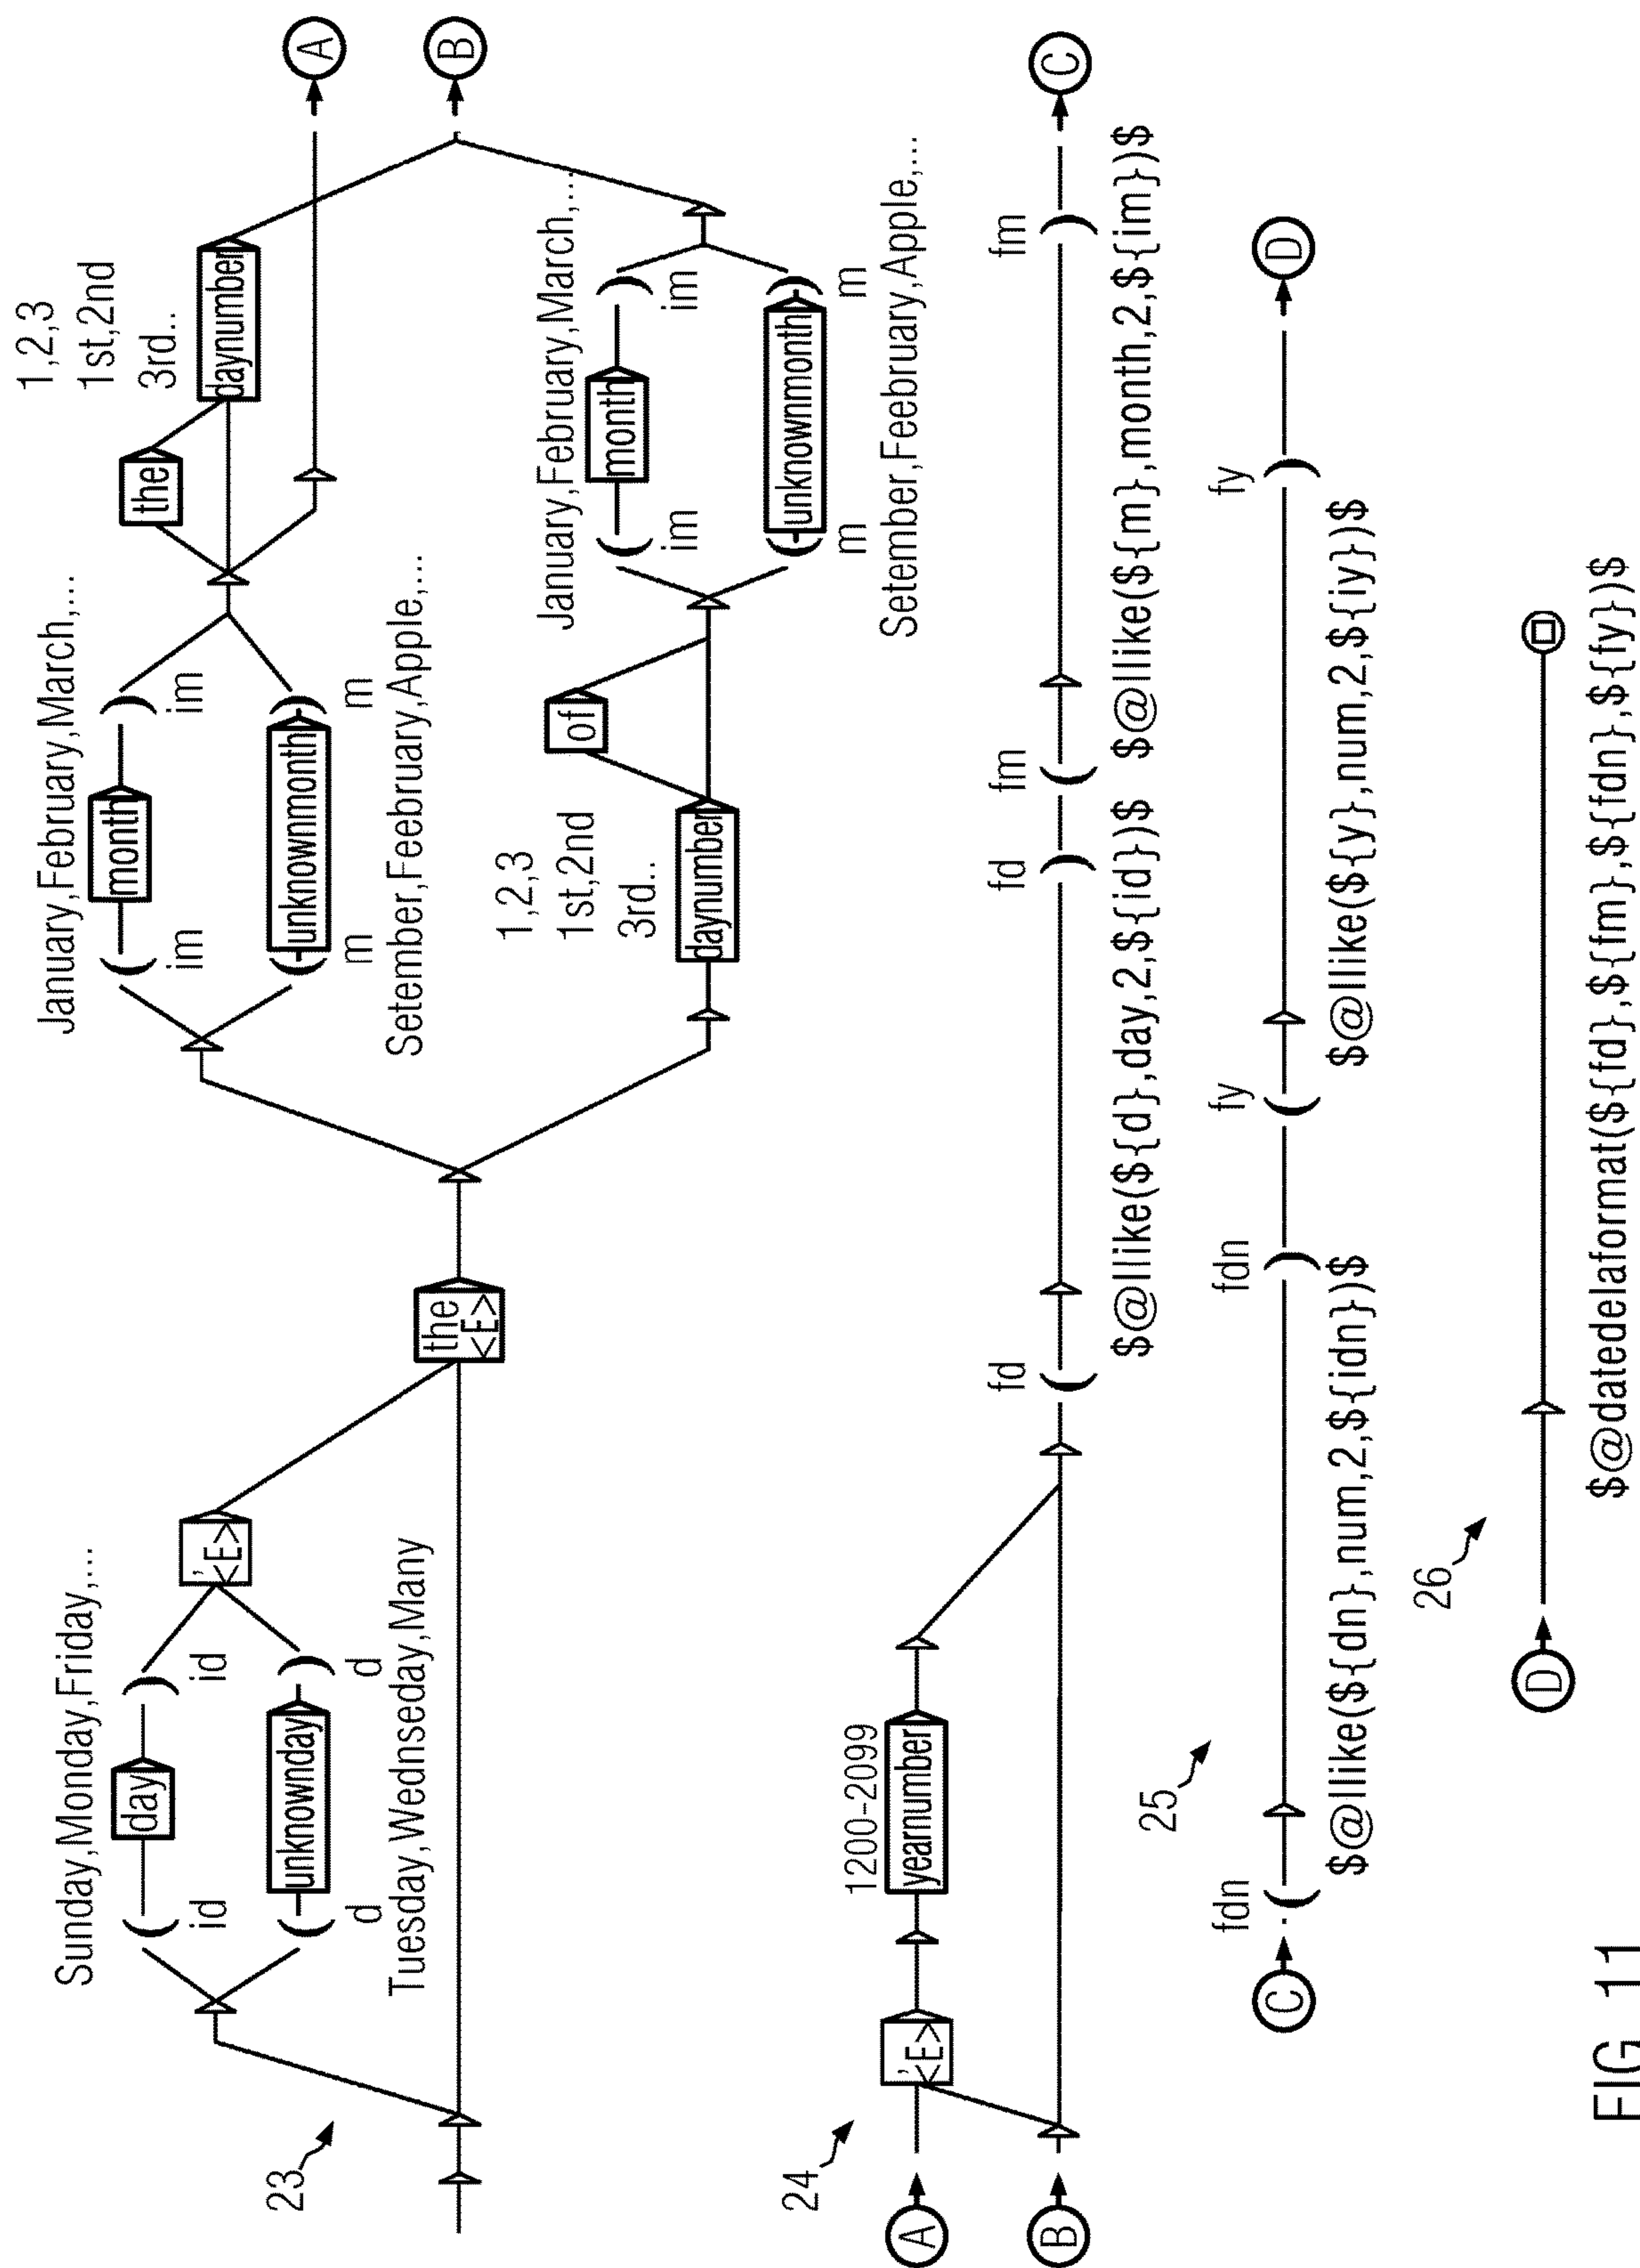 23
Sunday,Monday,Friday,...
id
day
id
d
unknownday
d
Tuesday,Wednseday,Many
'
<E>
the
<E>
January,February,March,...
im
month
im
m
unknownmonth
m
Setember,Feebruary,Apple,...
the
1,2,3
1st,2nd
3rd..
daynumber
A
B
1,2,3
1st,2nd
3rd..
daynumber
of
January,February,March,...
im
month
im
m
unknownmonth
m
Setember,Feebruary,Apple,...
24
A
B
'
<E>
1200-2099
yearnumber
fd
fd
fm
fm
C
$@llike(${d},day,2,${id})$
$@llike(${m},month,2,${im})$
25
C
fdn
fdn
fy
fy
D
$@llike(${dn},num,2,${idn})$
$@llike(${y},num,2,${iy})$
26
D
$@datedelaformat(${fd},${fm},${fdn},${fy})$
FIG 11